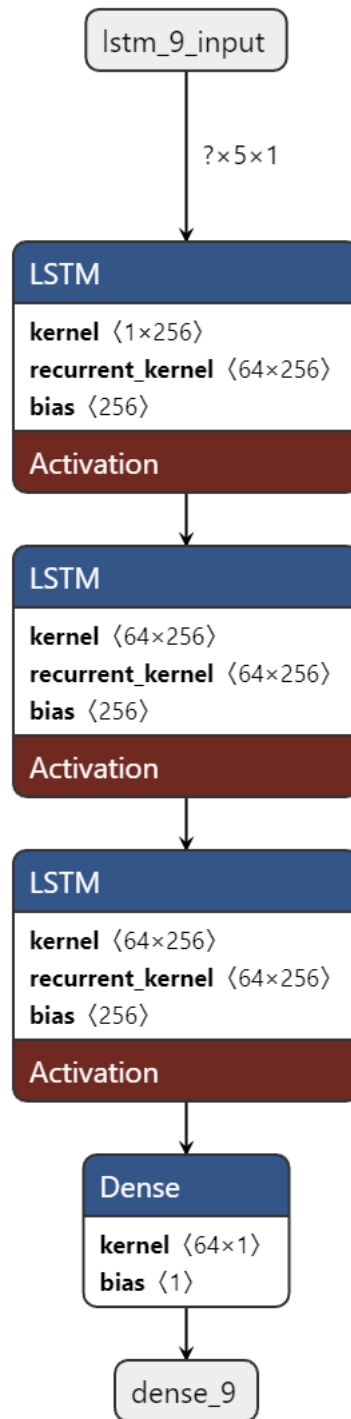 lstm_9_input
?×5×1
LSTM
kernel ⟨1×256⟩
recurrent_kernel ⟨64×256⟩
bias ⟨256⟩
Activation
LSTM
kernel ⟨64×256⟩
recurrent_kernel ⟨64×256⟩
bias ⟨256⟩
Activation
LSTM
kernel ⟨64×256⟩
recurrent_kernel ⟨64×256⟩
bias ⟨256⟩
Activation
Dense
kernel ⟨64×1⟩
bias ⟨1⟩
dense_9